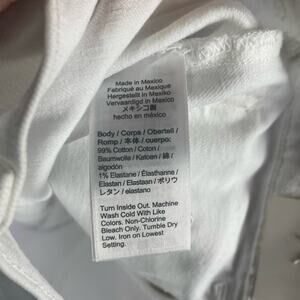 Made in Mexico
Fabriqué au Mexique
Hergestellt in Mexiko
Vervaardigd in Mexico
メキシコ製
hecho en méxico
Body / Corps / Oberteil /
Romp / 本体 / cuerpo:
99% Cotton / Coton /
Baumwolle / Katoen / 綿 /
algodón
1% Elastane / Élasthanne /
Elastan / Elastaan / ポリウ
レタン / elastano
Turn Inside Out. Machine
Wash Cold With Like
Colors. Non-Chlorine
Bleach Only. Tumble Dry
Low. Iron on Lowest
Setting.